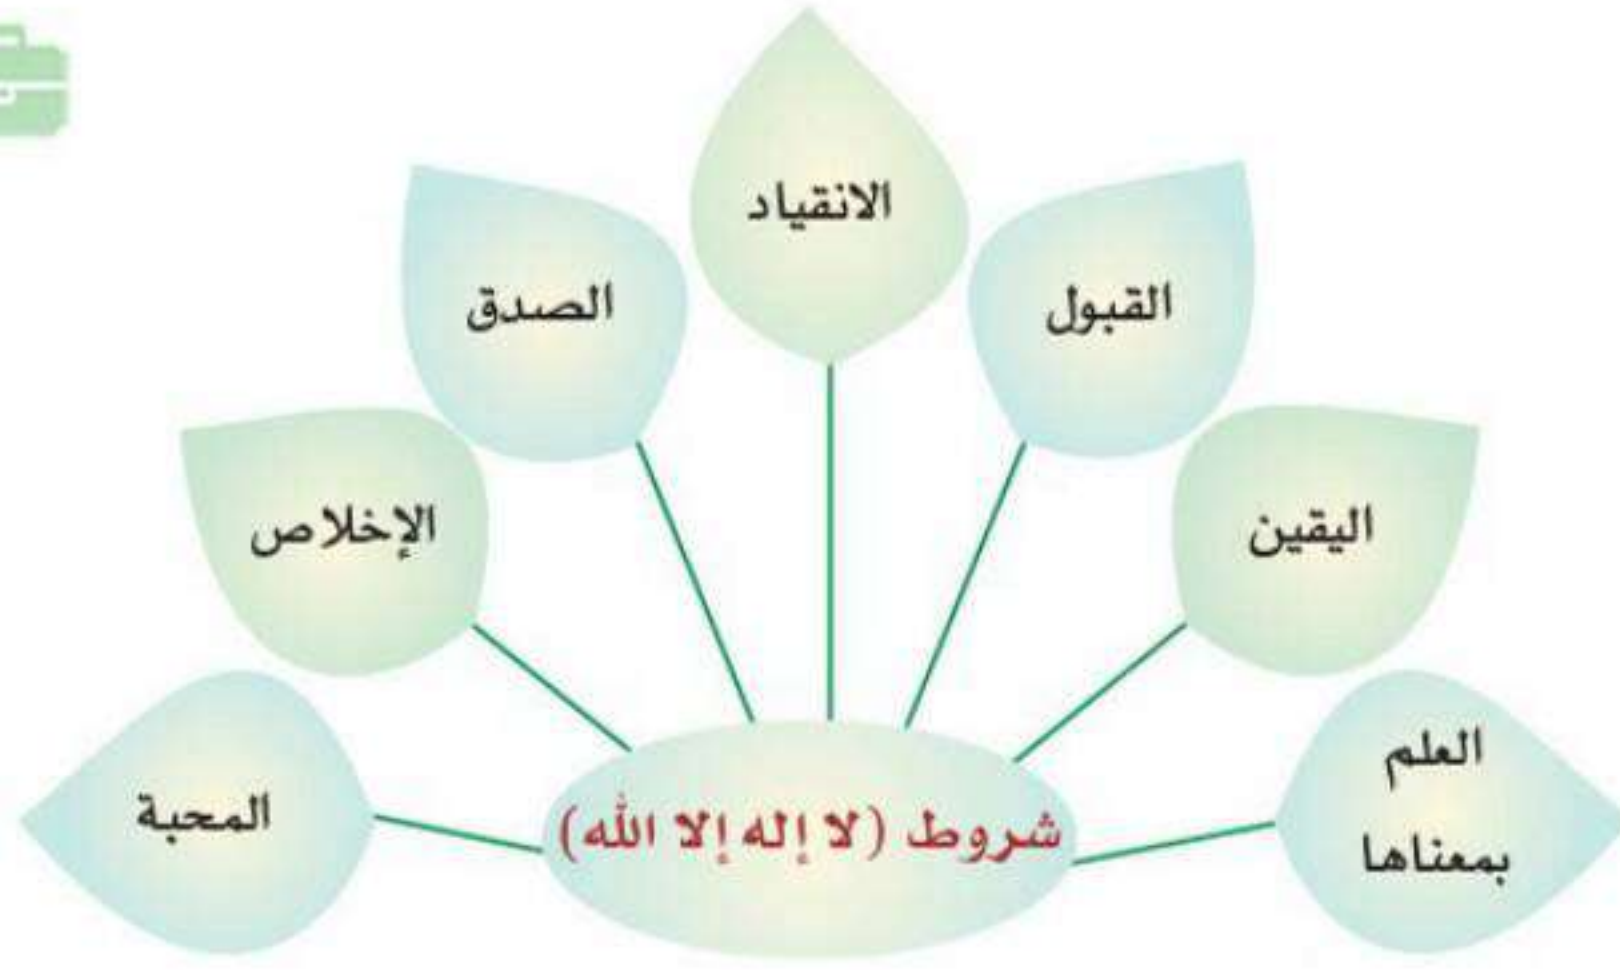 الانقياد
القبول
الصدق
اليقين
الإخلاص
العلم
بمعناها
المحبة
شروط (لا إله إلا الله)